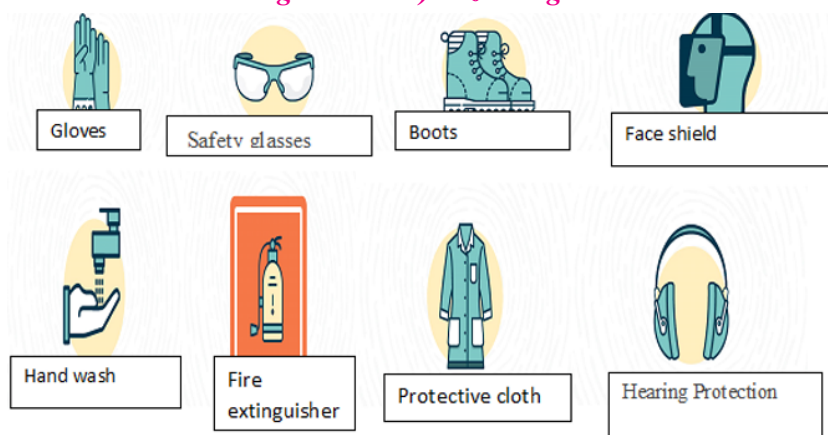 Gloves
Safety glasses
Boots
Face shield
Hand wash
Fire
extinguisher
Protective cloth
Hearing Protection